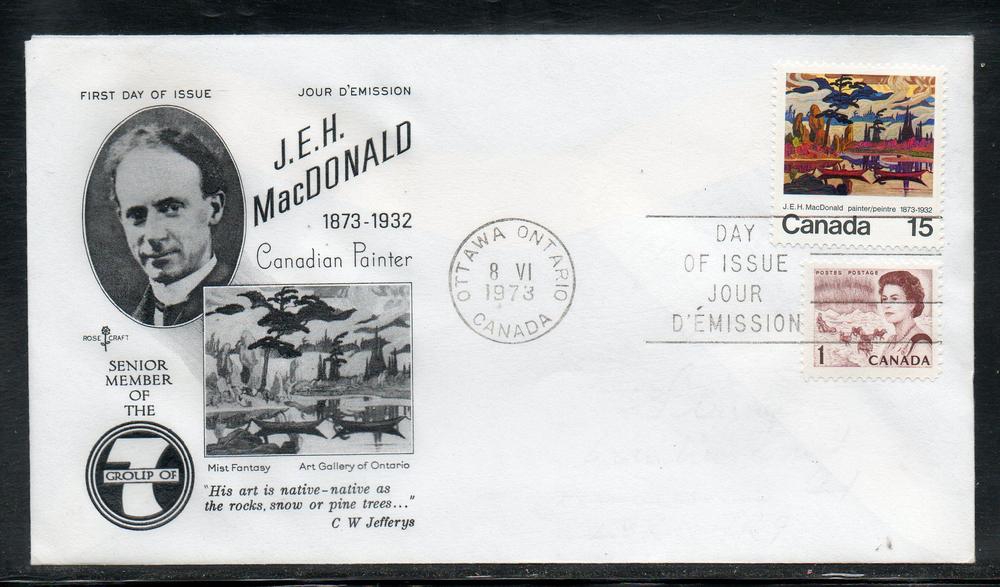 FIRST DAY OF ISSUE
JOUR D'EMISSION
J.E.H.
MacDONALD
1873-1932
Canadian Painter
ROSE CRAFT
SENIOR
MEMBER
OF
THE
GROUP OF
7
Mist Fantasy
Art Gallery of Ontario
"His art is native-native as
the rocks, snow or pine trees..."
C W Jefferys
OTTAWA ONTARIO
8 VI
1973
CANADA
DAY
OF ISSUE
JOUR
D'ÉMISSION
J.E.H. MacDonald painter/peintre 1873-1932
Canada 15
POSTES POSTAGE
1 CANADA